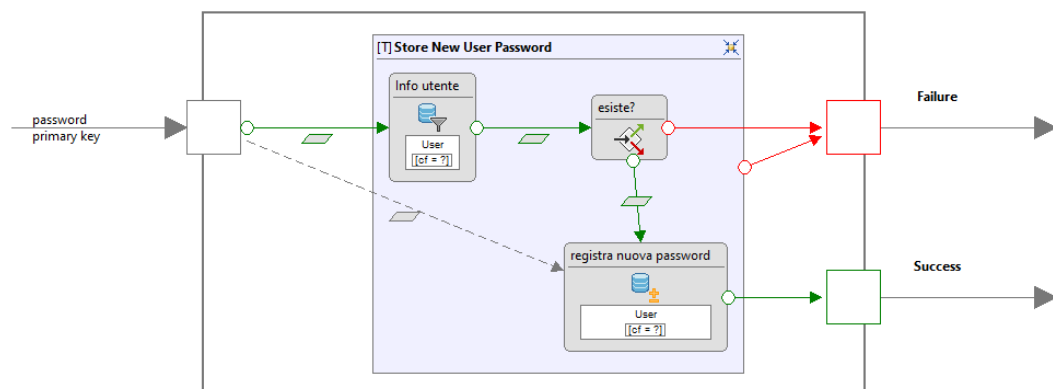 [T] Store New User Password
Info utente
User
[cf = ?]
esiste?
password
primary key
Failure
registra nuova password
User
[cf = ?]
Success